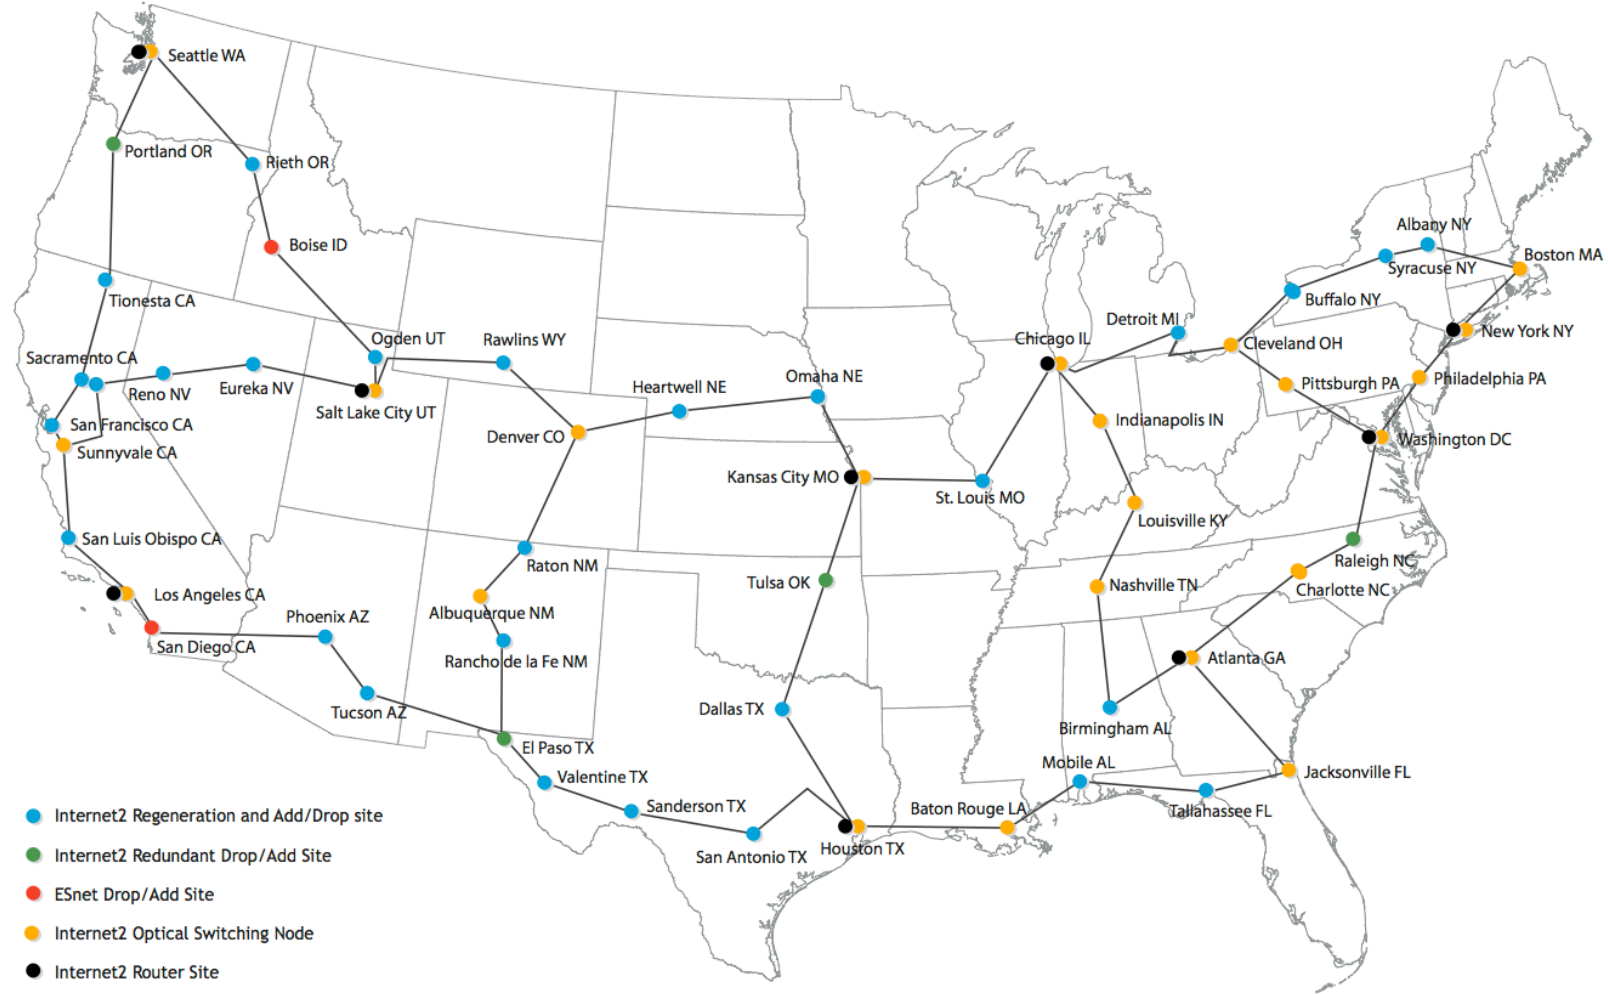 Seattle WA
Portland OR
Rieth OR
Boise ID
Tionesta CA
Ogden UT
Rawlins WY
Sacramento CA
Reno NV
Eureka NV
Salt Lake City UT
San Francisco CA
Sunnyvale CA
Denver CO
Heartwell NE
Omaha NE
Kansas City MO
St. Louis MO
Chicago IL
Detroit MI
Cleveland OH
Buffalo NY
Syracuse NY
Albany NY
Boston MA
New York NY
Philadelphia PA
Pittsburgh PA
Washington DC
Indianapolis IN
Louisville KY
Nashville TN
Raleigh NC
Charlotte NC
Atlanta GA
Birmingham AL
San Luis Obispo CA
Los Angeles CA
San Diego CA
Phoenix AZ
Tucson AZ
Raton NM
Albuquerque NM
Rancho de la Fe NM
El Paso TX
Valentine TX
Sanderson TX
San Antonio TX
Tulsa OK
Dallas TX
Houston TX
Baton Rouge LA
Mobile AL
Tallahassee FL
Jacksonville FL
Internet2 Regeneration and Add/Drop site
Internet2 Redundant Drop/Add Site
ESnet Drop/Add Site
Internet2 Optical Switching Node
Internet2 Router Site